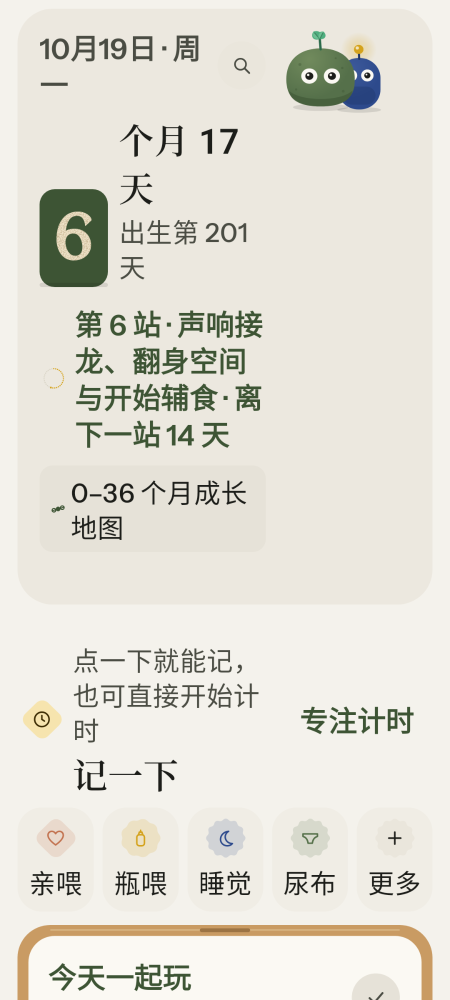 10月19日·周
一
个月 17
天
6
出生第 201
天
第 6 站·声响接
龙、翻身空间
与开始辅食·离
下一站 14 天
0–36 个月成长
地图
点一下就能记，
也可直接开始计
时
专注计时
记一下
亲喂
瓶喂
睡觉
尿布
更多
今天一起玩